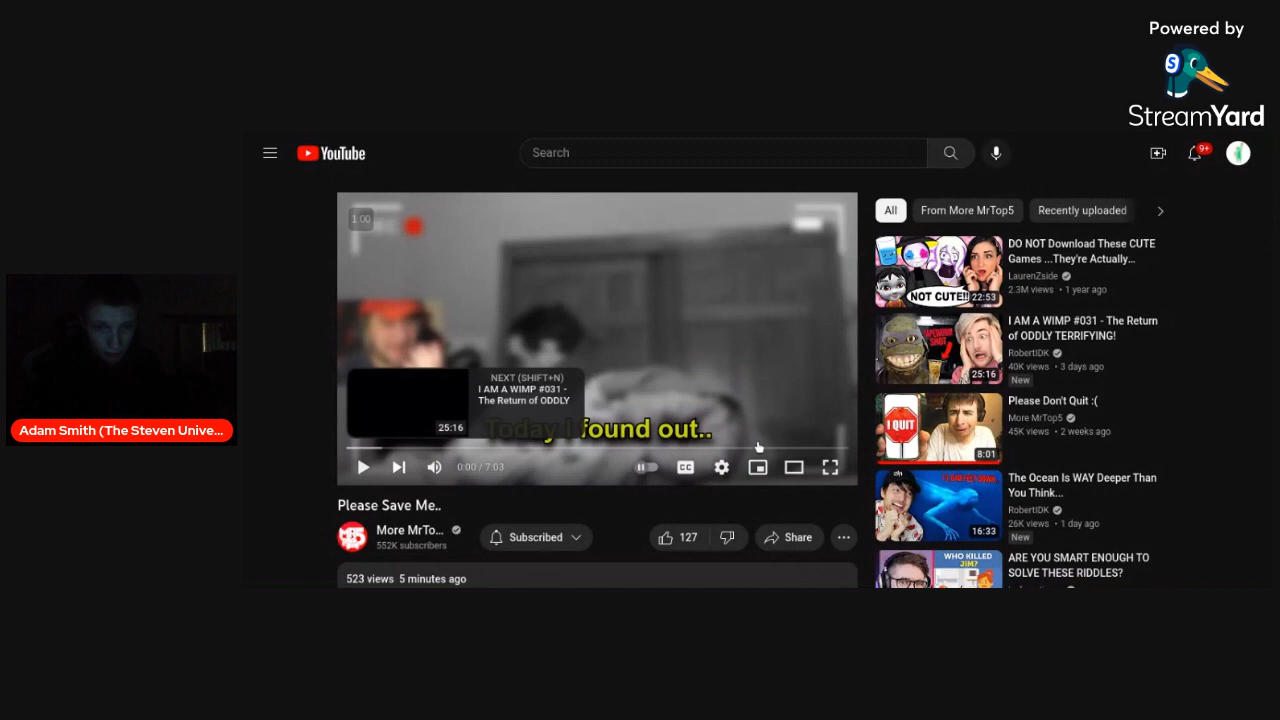 Powered by
StreamYard
YouTube
Search
9+
1:00
NEXT (SHIFT+N)
I AM A WIMP #031 -
The Return of ODDLY
25:16
Today I found out..
0:00 / 7:03
CC
Please Save Me..
More MrTo...
552K subscribers
Subscribed
127
Share
523 views 5 minutes ago
All
From More MrTop5
Recently uploaded
NOT CUTE!!
22:53
DO NOT Download These CUTE
Games ...They're Actually...
LaurenZside
2.3M views • 1 year ago
25:16
I AM A WIMP #031 - The Return
of ODDLY TERRIFYING!
RobertIDK
40K views • 3 days ago
New
I QUIT
8:01
Please Don't Quit :(
More MrTop5
45K views • 2 weeks ago
16:33
The Ocean Is WAY Deeper Than
You Think...
RobertIDK
26K views • 1 day ago
New
WHO KILLED
JIM?
ARE YOU SMART ENOUGH TO
SOLVE THESE RIDDLES?
Adam Smith (The Steven Unive...